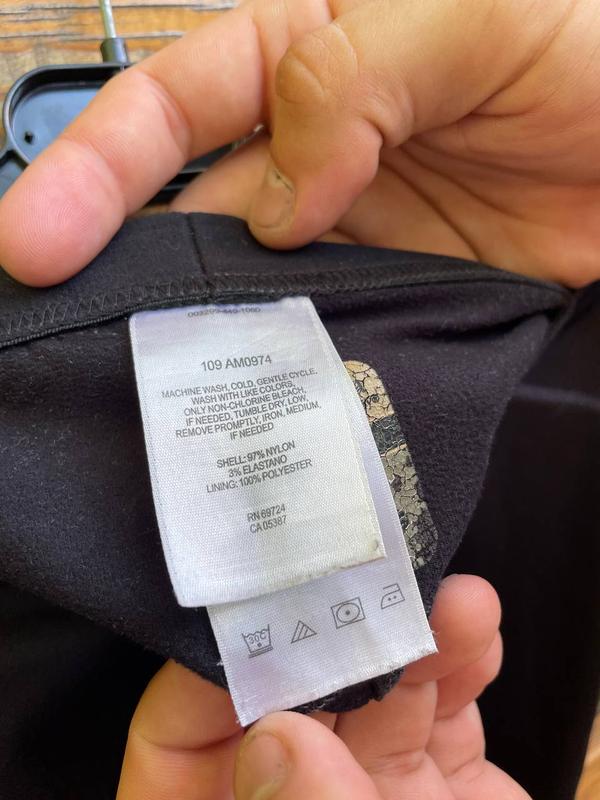 109 AM0974
MACHINE WASH, COLD, GENTLE CYCLE.
WASH WITH LIKE COLORS,
ONLY NON-CHLORINE BLEACH,
IF NEEDED, TUMBLE DRY, LOW,
REMOVE PROMPTLY, IRON, MEDIUM,
IF NEEDED
SHELL: 97% NYLON
3% ELASTANO
LINING: 100% POLYESTER
RN 69724
CA 05387
30C